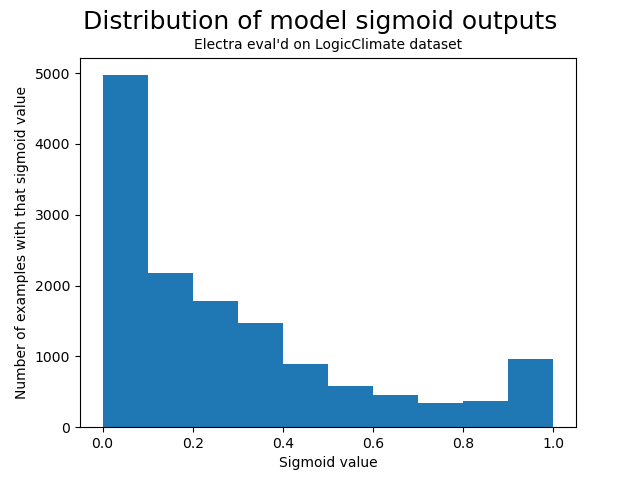 Distribution of model sigmoid outputs
Electra eval'd on LogicClimate dataset
Number of examples with that sigmoid value
5000
4000
3000
2000
1000
0
0.0 0.2 0.4 0.6 0.8 1.0
Sigmoid value